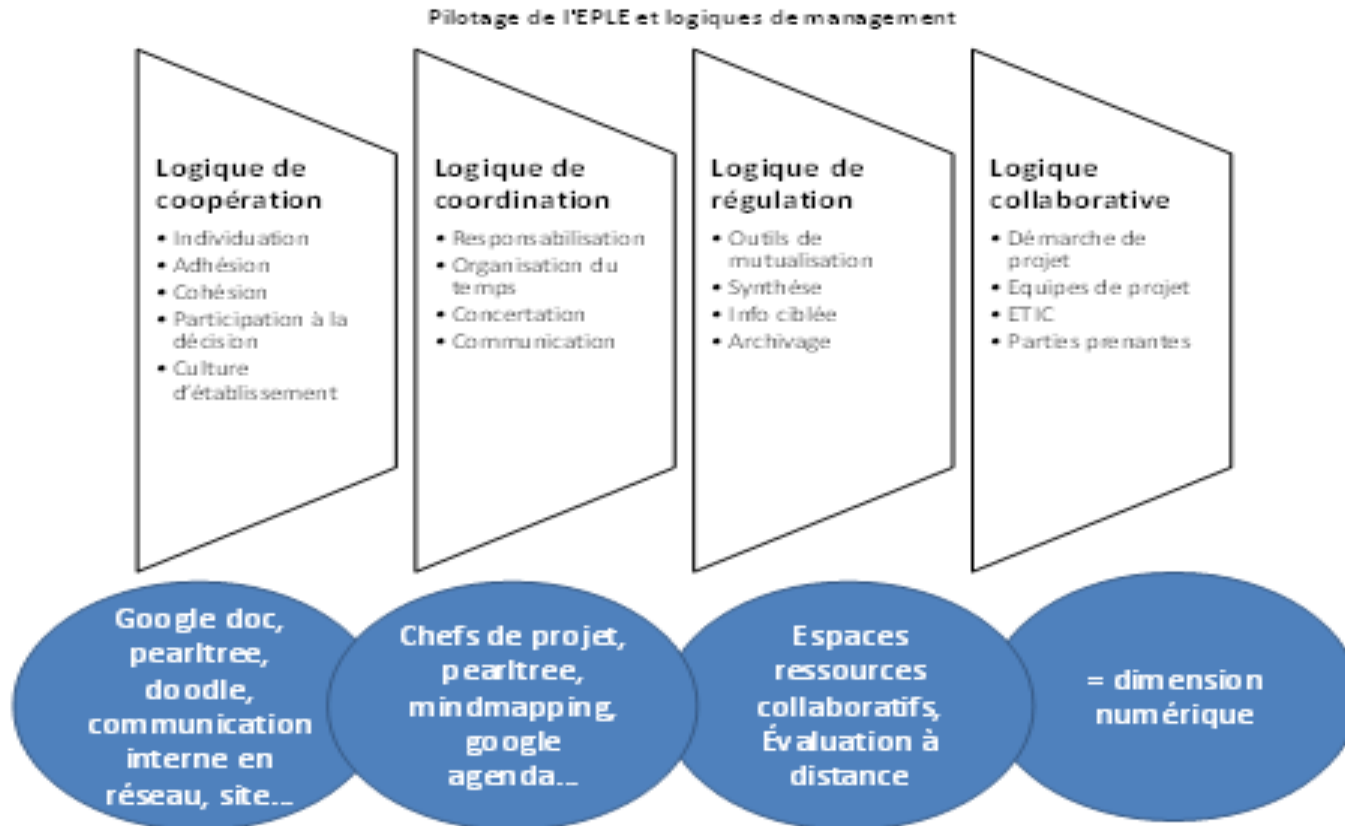 Pilotage de l'EPLE et logiques de management
Logique de
coopération
• Individuation
• Adhésion
• Cohésion
• Participation à la
décision
• Culture
d'établissement
Logique de
coordination
• Responsabilisation
• Organisation du
temps
• Concertation
• Communication
Logique de
régulation
• Outils de
mutualisation
• Synthèse
• Info ciblée
• Archivage
Logique
collaborative
• Démarche de
projet
• Equipes de projet
• ETIC
• Parties prenantes
Google doc,
pearltree,
doodle,
communication
interne en
réseau, site...
Chefs de projet,
pearltree,
mindmapping,
google
agenda...
Espaces
ressources
collaboratifs,
Évaluation à
distance
= dimension
numérique